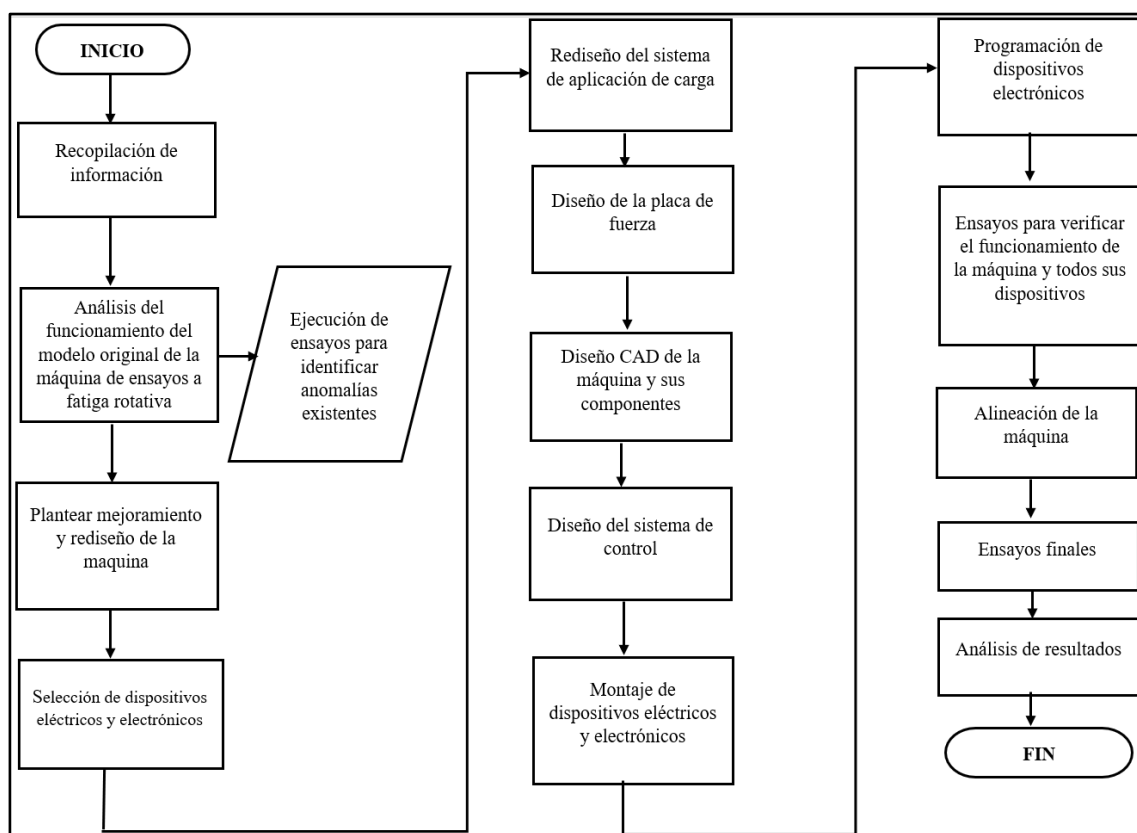 INICIO
Recopilación de
información
Análisis del
funcionamiento del
modelo original de la
máquina de ensayos a
fatiga rotativa
Ejecución de
ensayos para
identificar
anomalías
existentes
Plantear mejoramiento
y rediseño de la
maquina
Selección de dispositivos
eléctricos y electrónicos
Rediseño del sistema
de aplicación de carga
Diseño de la placa de
fuerza
Diseño CAD de la
máquina y sus
componentes
Diseño del sistema de
control
Montaje de
dispositivos eléctricos
y electrónicos
Programación de
dispositivos
electrónicos
Ensayos para verificar
el funcionamiento de
la máquina y todos sus
dispositivos
Alineación de la
máquina
Ensayos finales
Análisis de resultados
FIN